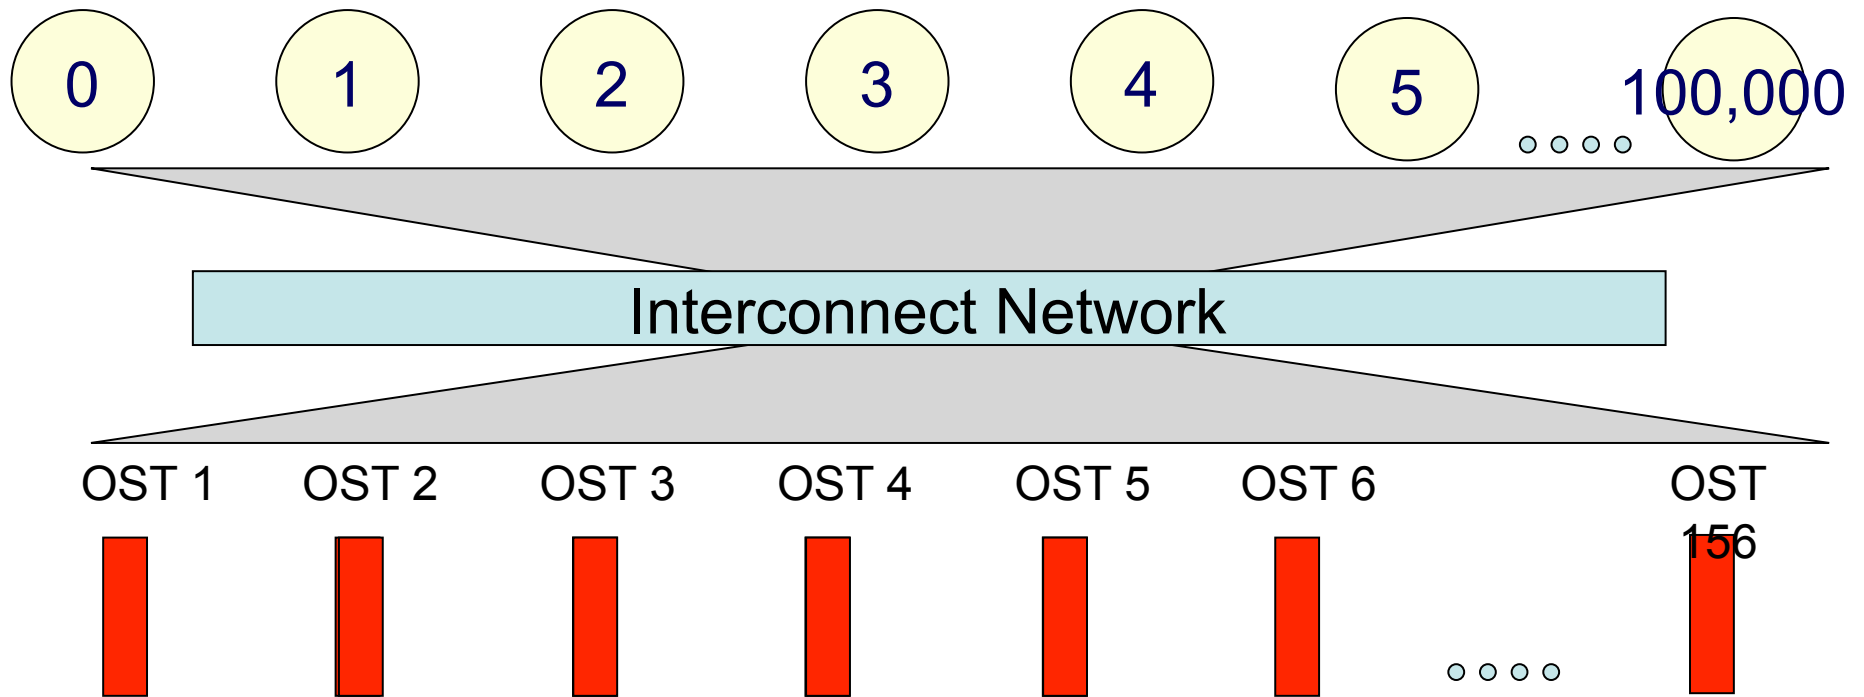 0 1 2 3 4 5 100,000
Interconnect Network
OST 1 OST 2 OST 3 OST 4 OST 5 OST 6 OST
156